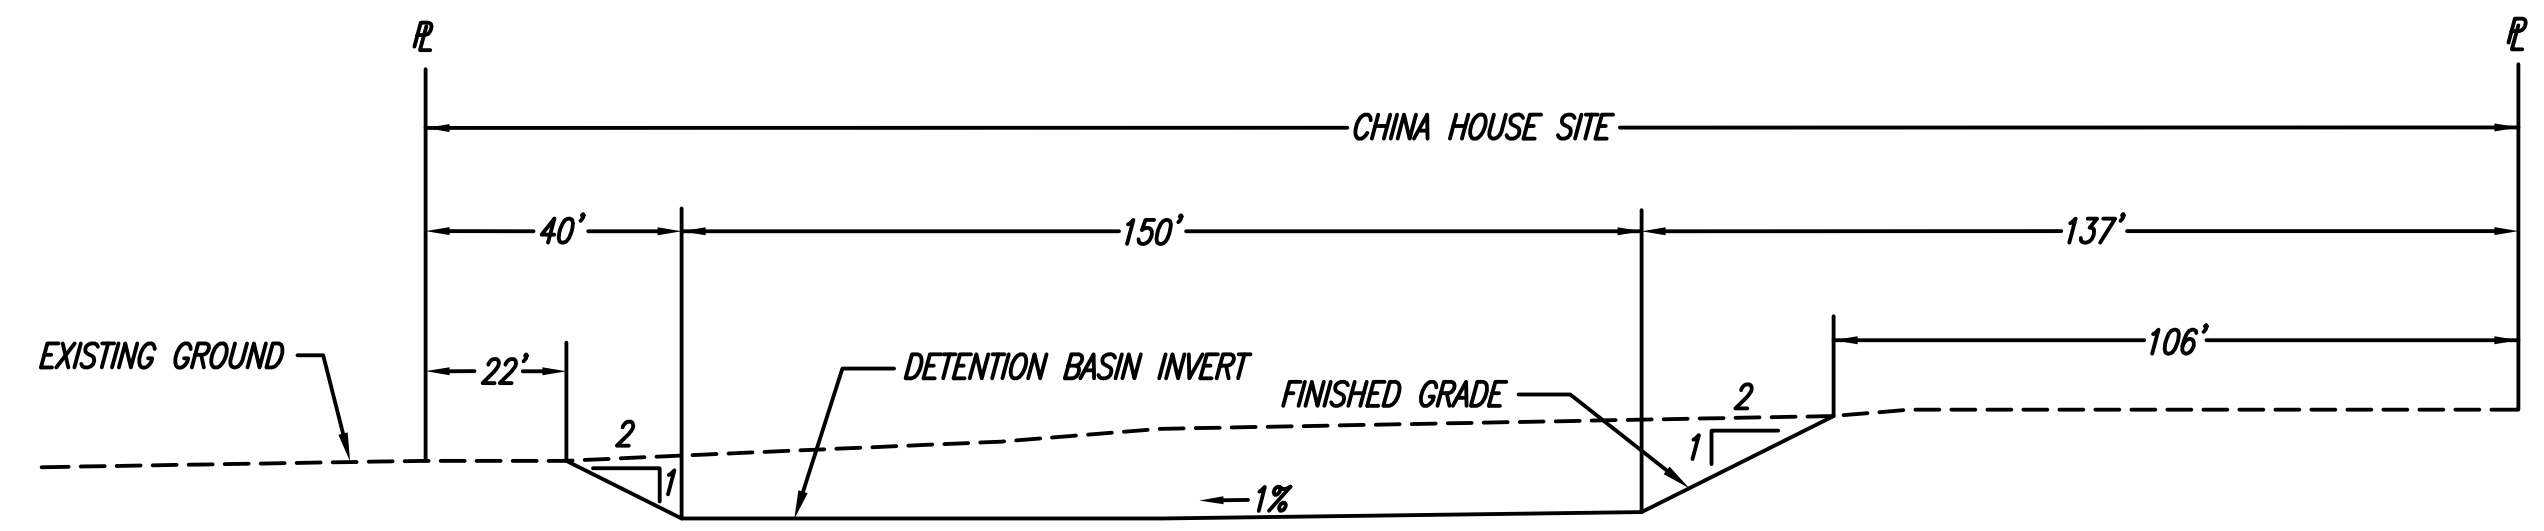 PL
PL
CHINA HOUSE SITE
40'
150'
137'
22'
106'
EXISTING GROUND
DETENTION BASIN INVERT
FINISHED GRADE
2
1
2
1
1%